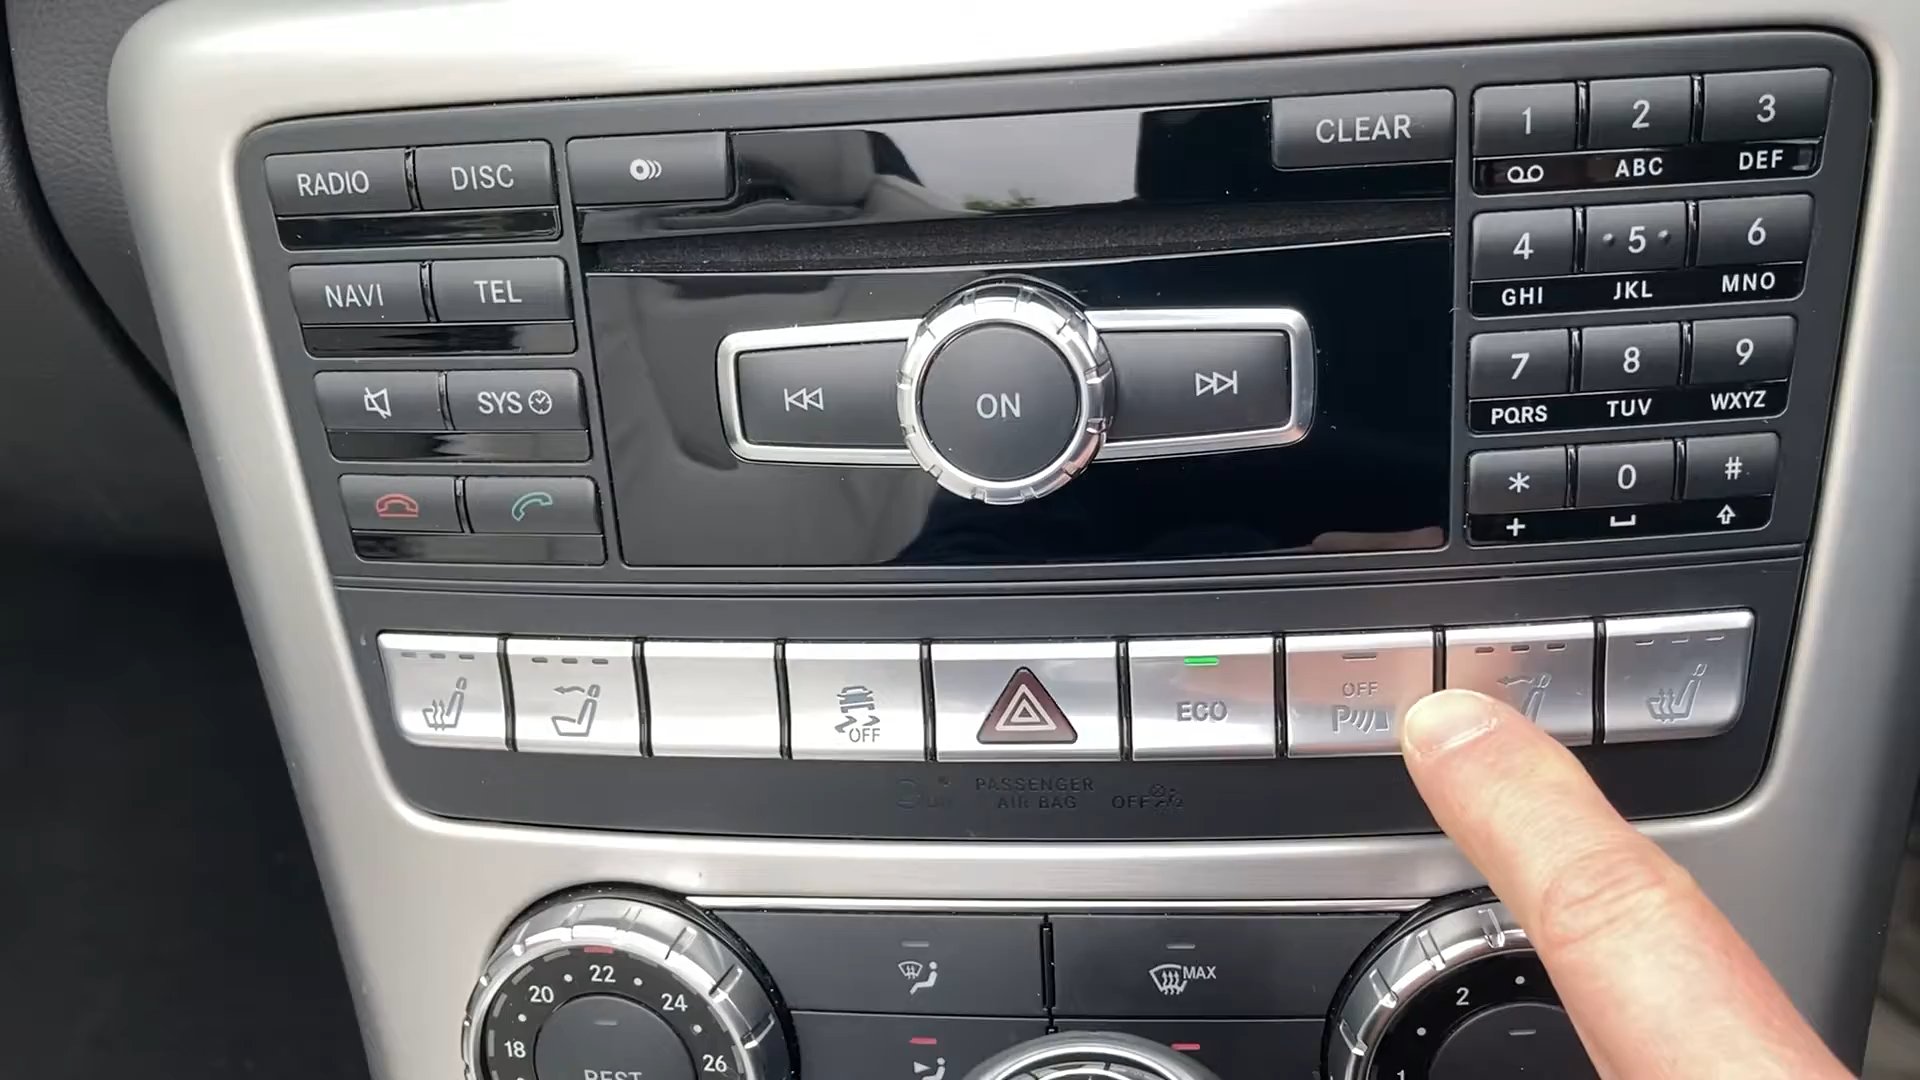 RADIO DISC CLEAR 1 2 3
ABC DEF
NAVI TEL 4 5 6
GHI JKL MNO
SYS ON 7 8 9
PQRS TUV WXYZ
* 0 #
+
OFF ECO OFF
P
PASSENGER
AIR BAG OFF
MAX
18 20 22 24 26
REST
1 2